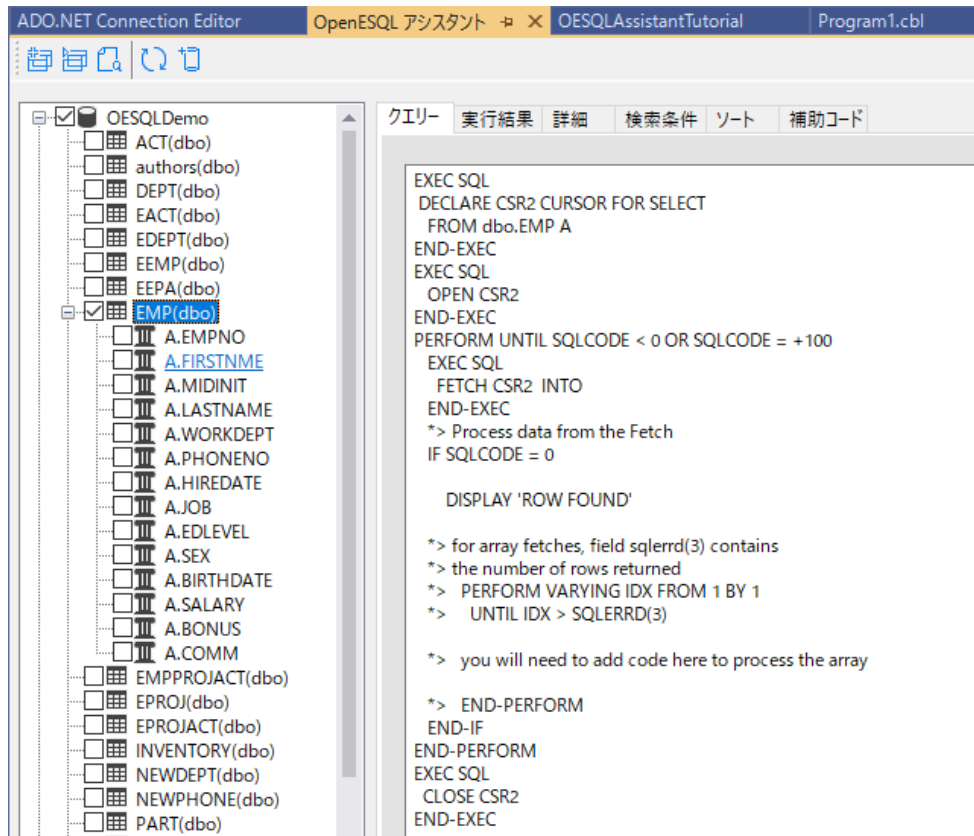 ADO.NET Connection Editor
OpenESQL アシスタント
OESQLAssistantTutorial
Program1.cbl
OESQLDemo
ACT(dbo)
authors(dbo)
DEPT(dbo)
EACT(dbo)
EDEPT(dbo)
EEMP(dbo)
EEPA(dbo)
EMP(dbo)
A.EMPNO
A.FIRSTNME
A.MIDINIT
A.LASTNAME
A.WORKDEPT
A.PHONENO
A.HIREDATE
A.JOB
A.EDLEVEL
A.SEX
A.BIRTHDATE
A.SALARY
A.BONUS
A.COMM
EMPPROJACT(dbo)
EPROJ(dbo)
EPROJACT(dbo)
INVENTORY(dbo)
NEWDEPT(dbo)
NEWPHONE(dbo)
PART(dbo)
クエリー 実行結果 詳細 検索条件 ソート 補助コード
EXEC SQL
DECLARE CSR2 CURSOR FOR SELECT
FROM dbo.EMP A
END-EXEC
EXEC SQL
OPEN CSR2
END-EXEC
PERFORM UNTIL SQLCODE < 0 OR SQLCODE = +100
EXEC SQL
FETCH CSR2 INTO
END-EXEC
*> Process data from the Fetch
IF SQLCODE = 0
DISPLAY 'ROW FOUND'
*> for array fetches, field sqlerrd(3) contains
*> the number of rows returned
*> PERFORM VARYING IDX FROM 1 BY 1
*> UNTIL IDX > SQLERRD(3)
*> you will need to add code here to process the array
*> END-PERFORM
END-IF
END-PERFORM
EXEC SQL
CLOSE CSR2
END-EXEC